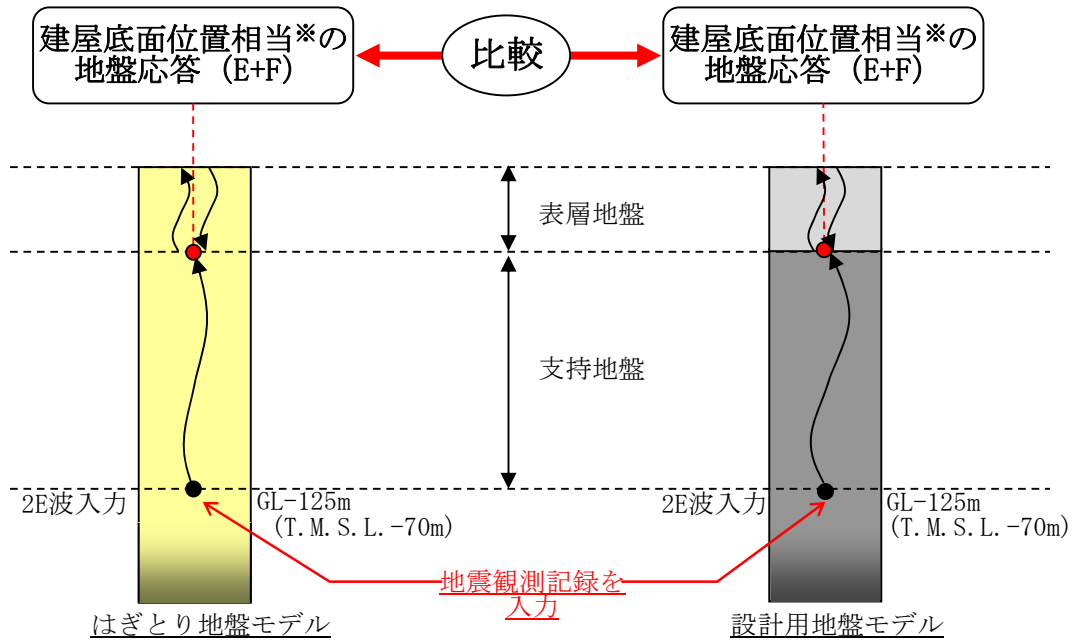 建屋底面位置相当※の
地盤応答（E+F）
比較
建屋底面位置相当※の
地盤応答（E+F）
表層地盤
支持地盤
2E波入力
GL-125m
（T.M.S.L.-70m）
2E波入力
GL-125m
（T.M.S.L.-70m）
地震観測記録を
入力
はぎとり地盤モデル
設計用地盤モデル